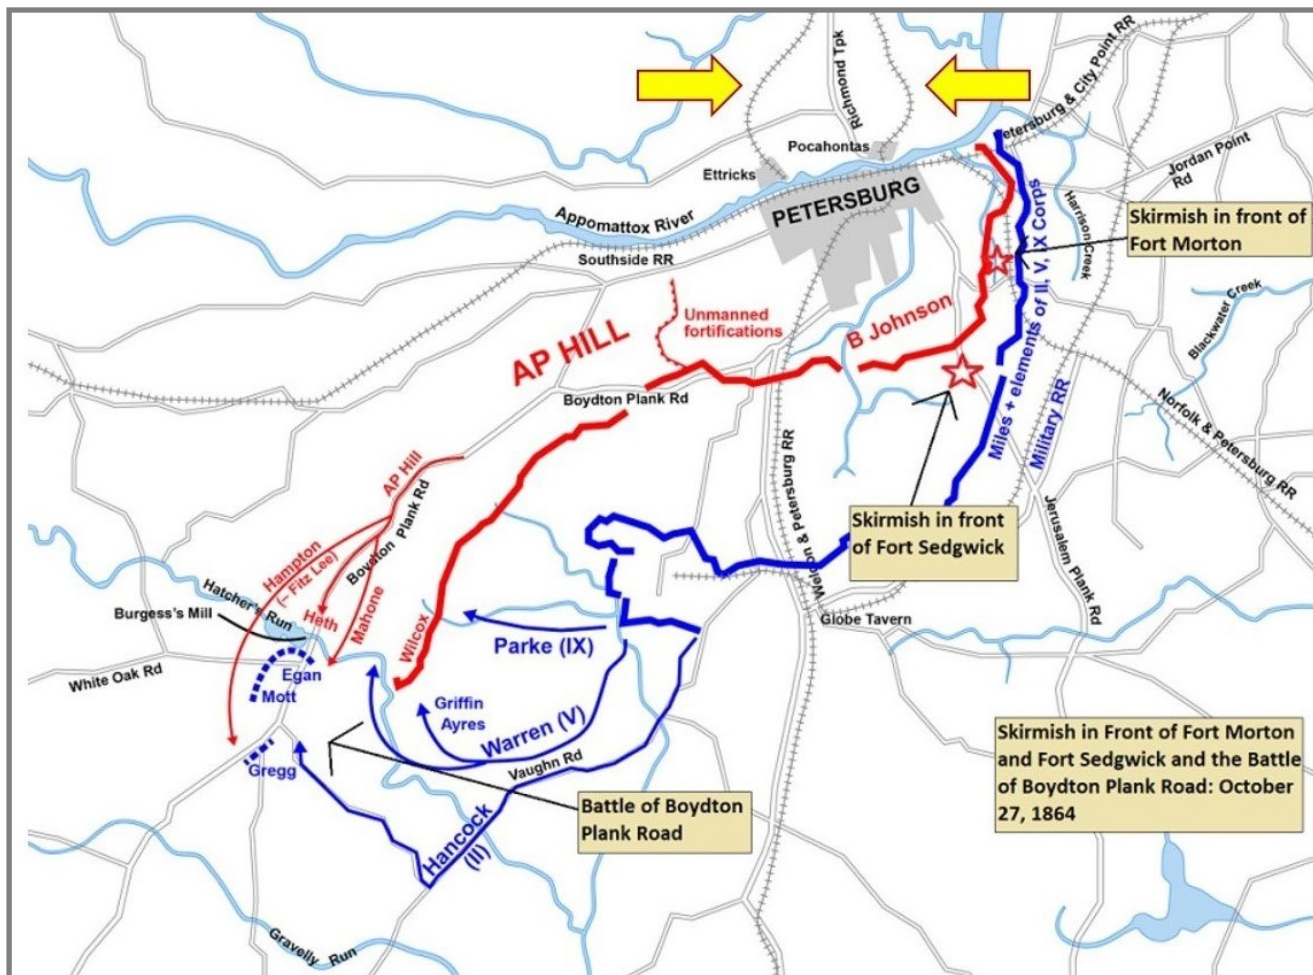 Richmond Tpk
Petersburg & City Point RR
Pocahontas
Ettricks
Jordan Point
Rd
PETERSBURG
Harrison Creek
Appomattox River
Skirmish in front of
Fort Morton
Southside RR
Miles + elements of II, V, IX Corps
Blackwater Creek
Unmanned
fortifications
B Johnson
AP HILL
Boydton Plank Rd
Military RR
Norfolk & Petersburg RR
AP Hill
Boydton Plank Rd
Weldon & Petersburg RR
Skirmish in front
of Fort Sedgwick
Jerusalem Plank Rd
Hampton
(- Fitz Lee)
Hatcher's Run
Burgess's Mill
Heth
Mahone
Wilcox
Parke (IX)
Globe Tavern
White Oak Rd
Egan
Mott
Griffin
Ayres
Warren (V)
Vaughn Rd
Gregg
Skirmish in Front of Fort Morton
and Fort Sedgwick and the Battle
of Boydton Plank Road: October
27, 1864
Battle of Boydton
Plank Road
Hancock
(II)
Gravelly Run